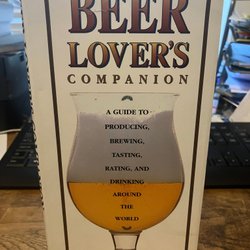 BEER
LOVER'S
COMPANION
A GUIDE TO
PRODUCING,
BREWING,
TASTING,
RATING, AND
DRINKING
AROUND
THE
WORLD